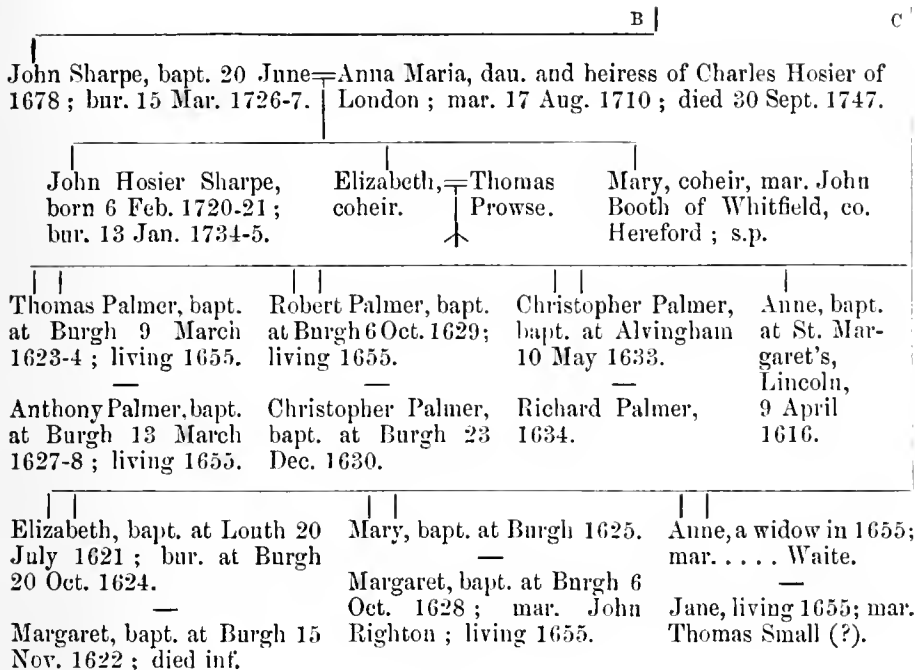 B C
John Sharpe, bapt. 20 June=Anna Maria, dau. and heiress of Charles Hosier of
1678 ; bur. 15 Mar. 1726-7. London ; mar. 17 Aug. 1710 ; died 30 Sept. 1747.
John Hosier Sharpe,
born 6 Feb. 1720-21 ;
bur. 13 Jan. 1734-5.
Elizabeth,=Thomas
coheir. Prowse.
Mary, coheir, mar. John
Booth of Whitfield, co.
Hereford ; s.p.
Thomas Palmer, bapt.
at Burgh 9 March
1623-4 ; living 1655.
—
Anthony Palmer, bapt.
at Burgh 13 March
1627-8 ; living 1655.
Robert Palmer, bapt.
at Burgh 6 Oct. 1629;
living 1655.
—
Christopher Palmer,
bapt. at Burgh 23
Dec. 1630.
Christopher Palmer,
bapt. at Alvingham
10 May 1633.
—
Richard Palmer,
1634.
Anne, bapt.
at St. Mar-
garet's,
Lincoln,
9 April
1616.
Elizabeth, bapt. at Louth 20
July 1621 ; bur. at Burgh
20 Oct. 1624.
—
Margaret, bapt. at Burgh 15
Nov. 1622 ; died inf.
Mary, bapt. at Burgh 1625.
—
Margaret, bapt. at Burgh 6
Oct. 1628 ; mar. John
Righton ; living 1655.
Anne, a widow in 1655;
mar. . . . . Waite.
—
Jane, living 1655; mar.
Thomas Small (?).